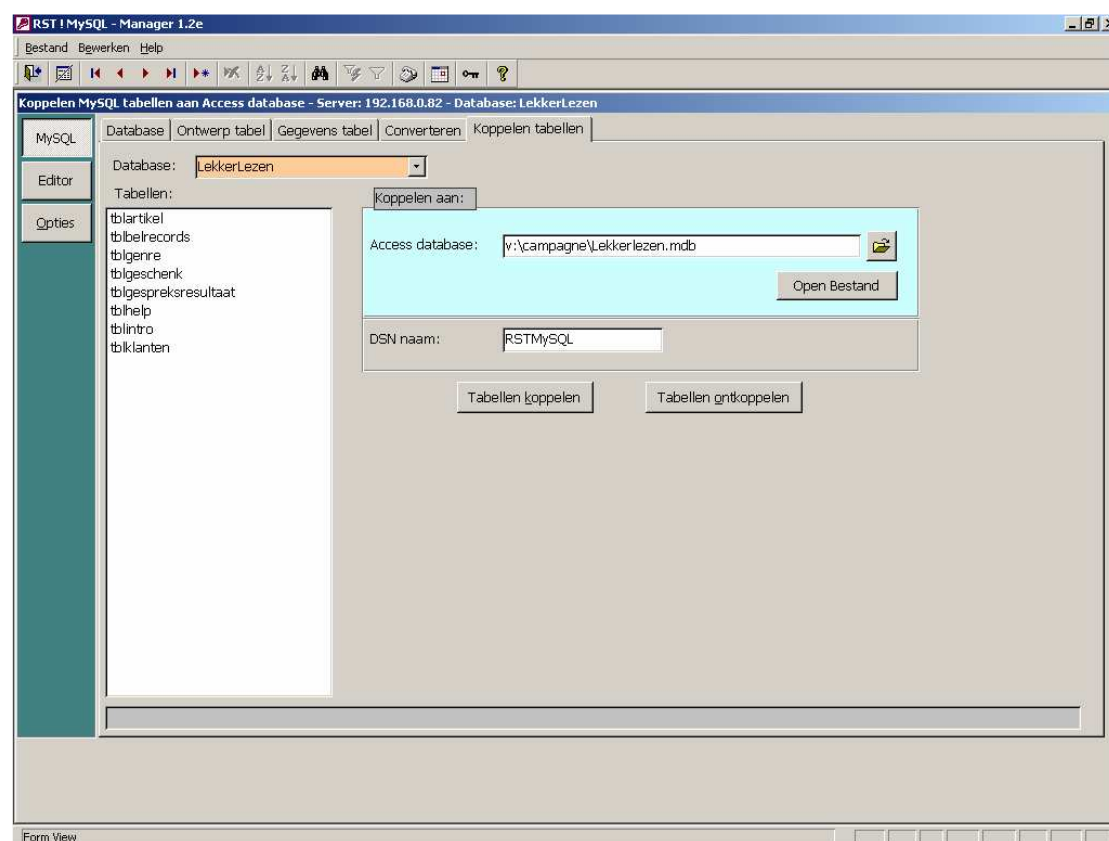 RST ! MySQL - Manager 1.2e
Bestand Bewerken Help
Koppelen MySQL tabellen aan Access database - Server: 192.168.0.82 - Database: LekkerLezen
MySQL
Editor
Opties
Database Ontwerp tabel Gegevens tabel Converteren Koppelen tabellen
Database: LekkerLezen
Tabellen:
tblartikel
tblbelrecords
tblgenre
tblgeschenk
tblgespreksresultaat
tblhelp
tblintro
tblklanten
Koppelen aan:
Access database: v:\campagne\Lekkerlezen.mdb
Open Bestand
DSN naam: RSTMySQL
Tabellen koppelen Tabellen ontkoppelen
Form View